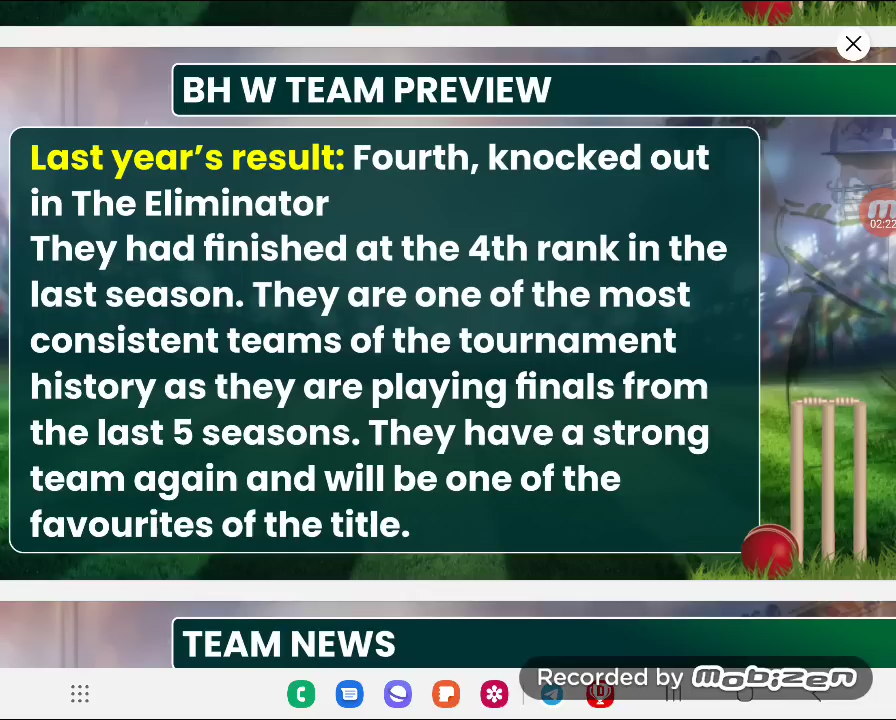 BH W TEAM PREVIEW
Last year's result: Fourth, knocked out
in The Eliminator
They had finished at the 4th rank in the
last season. They are one of the most
consistent teams of the tournament
history as they are playing finals from
the last 5 seasons. They have a strong
team again and will be one of the
favourites of the title.
02:22
TEAM NEWS
Recorded by mobizen